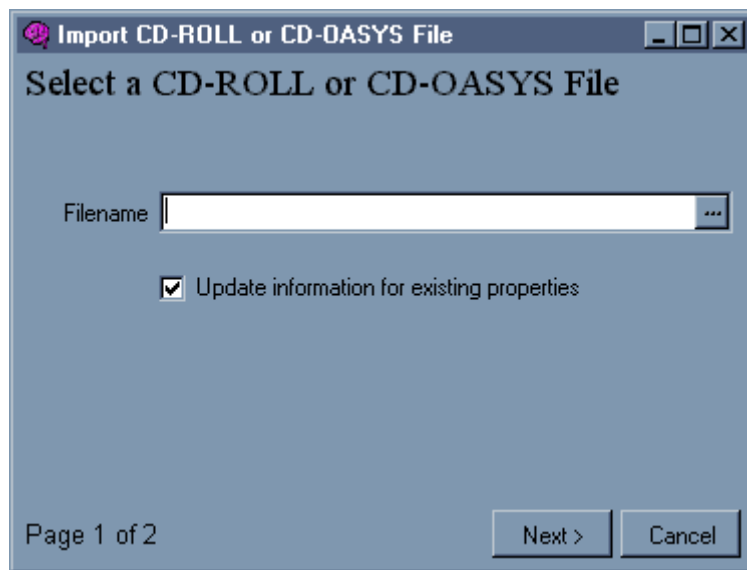 Import CD-ROLL or CD-OASYS File
Select a CD-ROLL or CD-OASYS File
Filename
...
Update information for existing properties
Page 1 of 2
Next >
Cancel